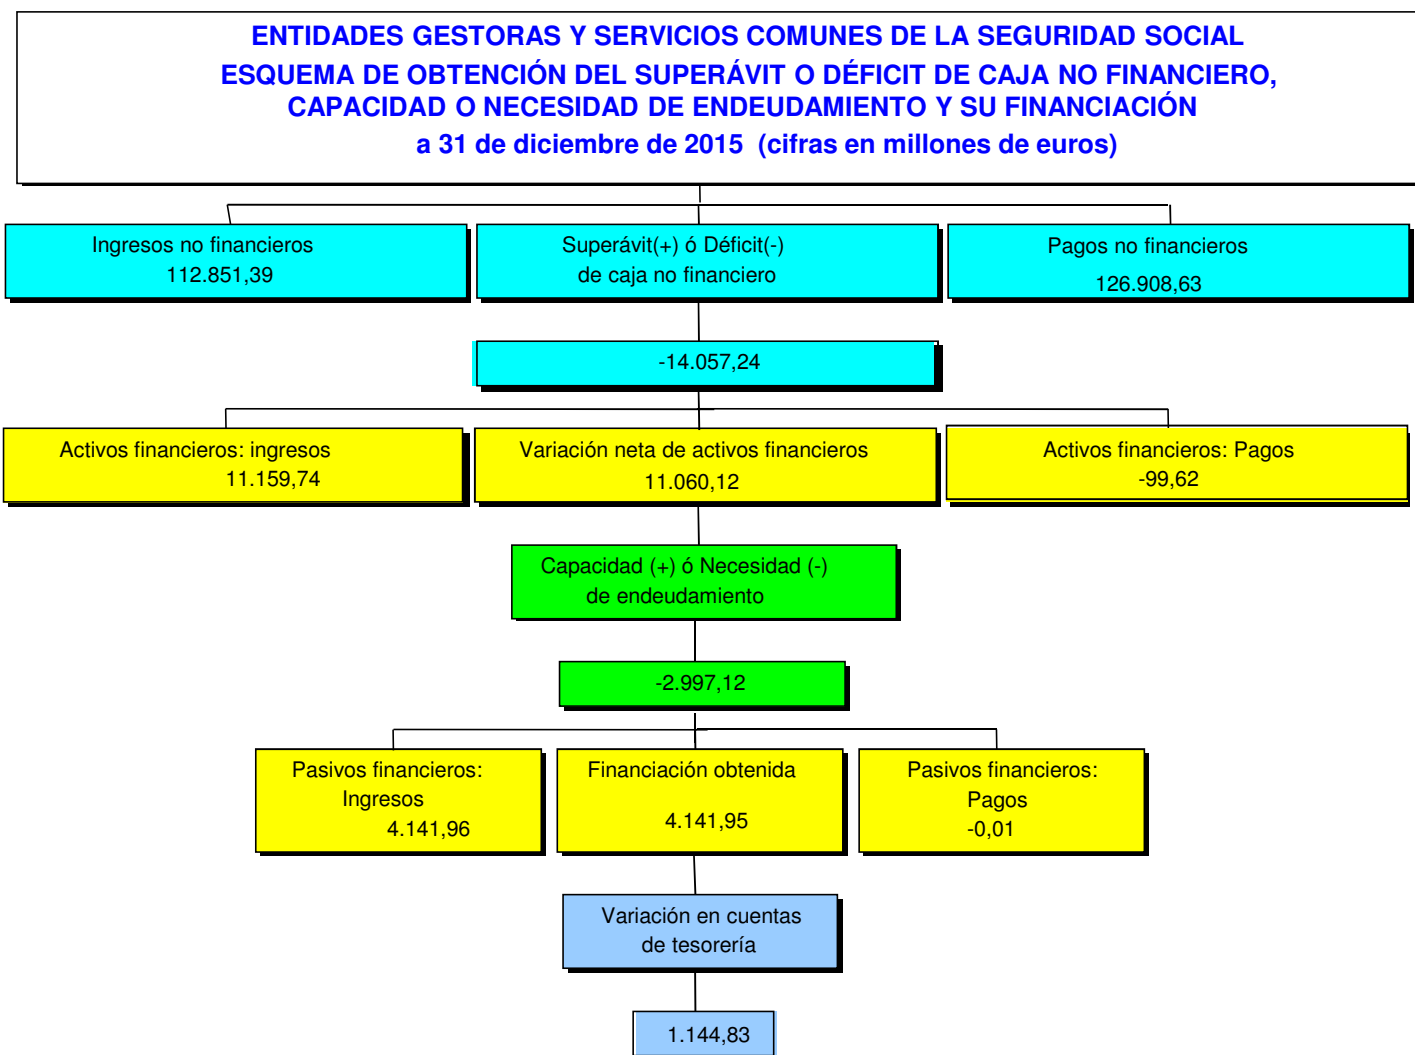 ENTIDADES GESTORAS Y SERVICIOS COMUNES DE LA SEGURIDAD SOCIAL
ESQUEMA DE OBTENCIÓN DEL SUPERÁVIT O DÉFICIT DE CAJA NO FINANCIERO,
CAPACIDAD O NECESIDAD DE ENDEUDAMIENTO Y SU FINANCIACIÓN
a 31 de diciembre de 2015 (cifras en millones de euros)
Ingresos no financieros
112.851,39
Superávit(+) ó Déficit(-)
de caja no financiero
Pagos no financieros
126.908,63
-14.057,24
Activos financieros: ingresos
11.159,74
Variación neta de activos financieros
11.060,12
Activos financieros: Pagos
-99,62
Capacidad (+) ó Necesidad (-)
de endeudamiento
-2.997,12
Pasivos financieros:
Ingresos
4.141,96
Financiación obtenida
4.141,95
Pasivos financieros:
Pagos
-0,01
Variación en cuentas
de tesorería
1.144,83